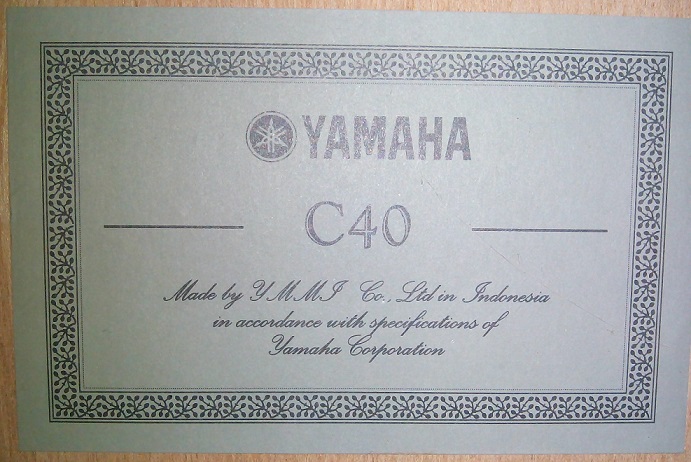 YAMAHA
C40
Made by YMMI Co., Ltd in Indonesia
in accordance with specifications of
Yamaha Corporation